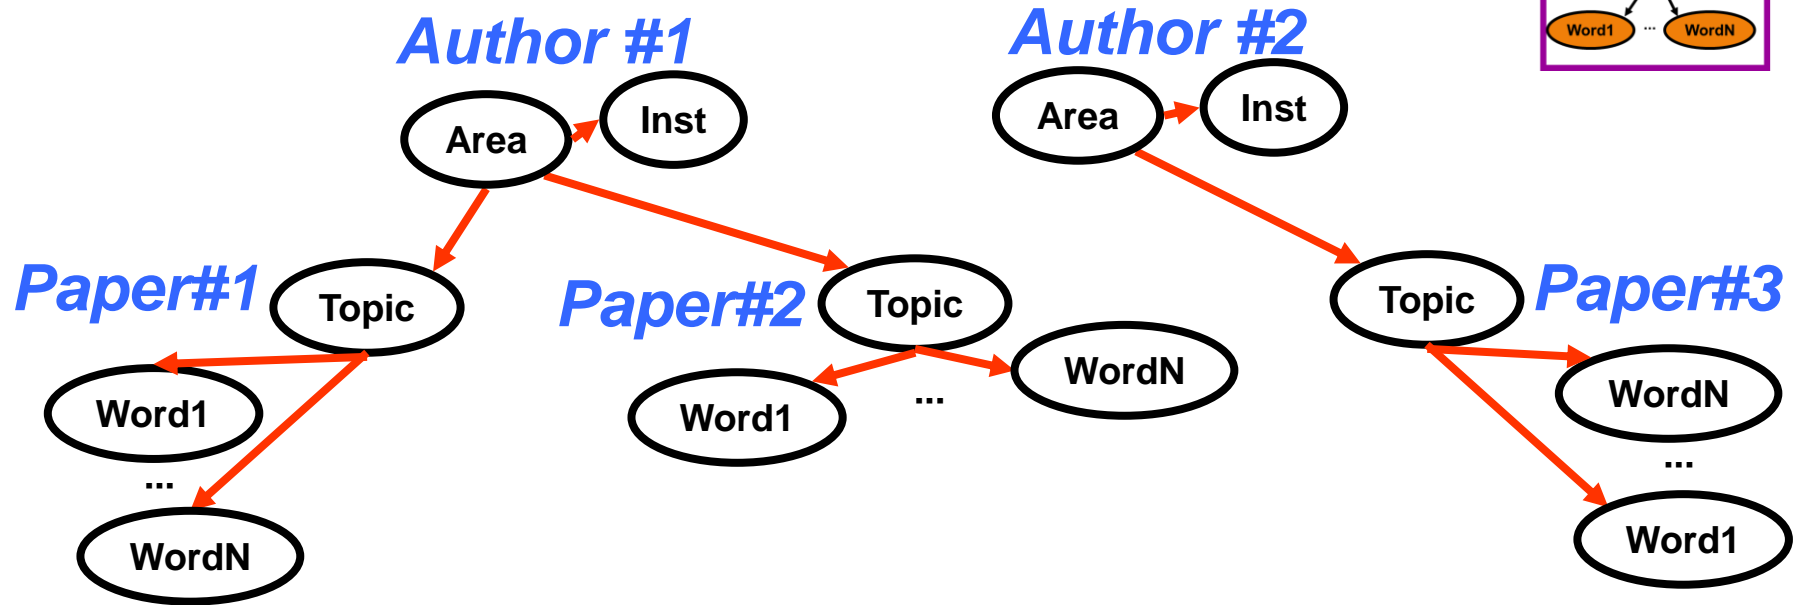 Author #1
Author #2
Word1 ... WordN
Area
Inst
Area
Inst
Paper#1
Topic
Paper#2
Topic
Topic
Paper#3
Word1
...
WordN
Word1
...
WordN
WordN
...
Word1